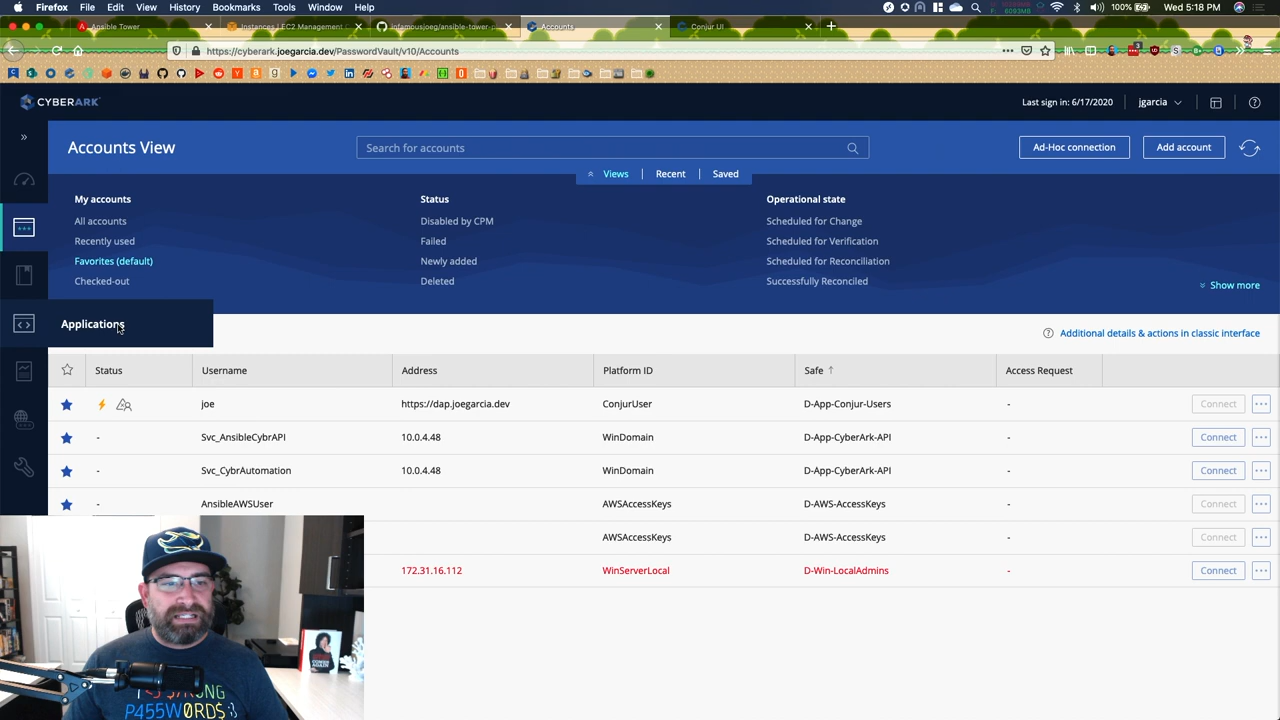 Firefox File Edit View History Bookmarks Tools Window Help
100% Wed 5:18 PM
Ansible Tower
Instances | EC2 Management
infamousjoeg/ansible-tower-p
Accounts
Conjur UI
https://cyberark.joegarcia.dev/PasswordVault/v10/Accounts
CYBERARK
Last sign in: 6/17/2020
jgarcia
Accounts View
Search for accounts
Ad-Hoc connection
Add account
Views
Recent
Saved
My accounts
Status
Operational state
All accounts
Disabled by CPM
Scheduled for Change
Recently used
Failed
Scheduled for Verification
Favorites (default)
Newly added
Scheduled for Reconciliation
Checked-out
Deleted
Successfully Reconciled
Show more
Applications
Additional details & actions in classic interface
Status Username Address Platform ID Safe Access Request
joe https://dap.joegarcia.dev ConjurUser D-App-Conjur-Users - Connect
- Svc_AnsibleCybrAPI 10.0.4.48 WinDomain D-App-CyberArk-API - Connect
- Svc_CybrAutomation 10.0.4.48 WinDomain D-App-CyberArk-API - Connect
- AnsibleAWSUser AWSAccessKeys D-AWS-AccessKeys - Connect
AWSAccessKeys D-AWS-AccessKeys - Connect
172.31.16.112 WinServerLocal D-Win-LocalAdmins - Connect
P455W0RD$